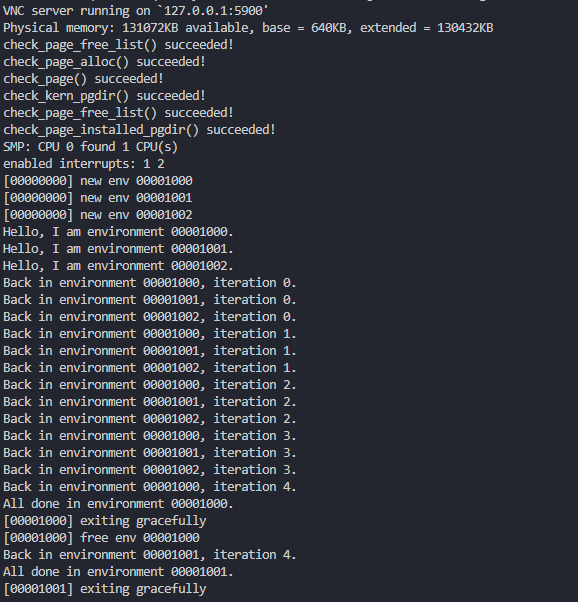 VNC server running on `127.0.0.1:5900'
Physical memory: 131072KB available, base = 640KB, extended = 130432KB
check_page_free_list() succeeded!
check_page_alloc() succeeded!
check_page() succeeded!
check_kern_pgdir() succeeded!
check_page_free_list() succeeded!
check_page_installed_pgdir() succeeded!
SMP: CPU 0 found 1 CPU(s)
enabled interrupts: 1 2
[00000000] new env 00001000
[00000000] new env 00001001
[00000000] new env 00001002
Hello, I am environment 00001000.
Hello, I am environment 00001001.
Hello, I am environment 00001002.
Back in environment 00001000, iteration 0.
Back in environment 00001001, iteration 0.
Back in environment 00001002, iteration 0.
Back in environment 00001000, iteration 1.
Back in environment 00001001, iteration 1.
Back in environment 00001002, iteration 1.
Back in environment 00001000, iteration 2.
Back in environment 00001001, iteration 2.
Back in environment 00001002, iteration 2.
Back in environment 00001000, iteration 3.
Back in environment 00001001, iteration 3.
Back in environment 00001002, iteration 3.
Back in environment 00001000, iteration 4.
All done in environment 00001000.
[00001000] exiting gracefully
[00001000] free env 00001000
Back in environment 00001001, iteration 4.
All done in environment 00001001.
[00001001] exiting gracefully